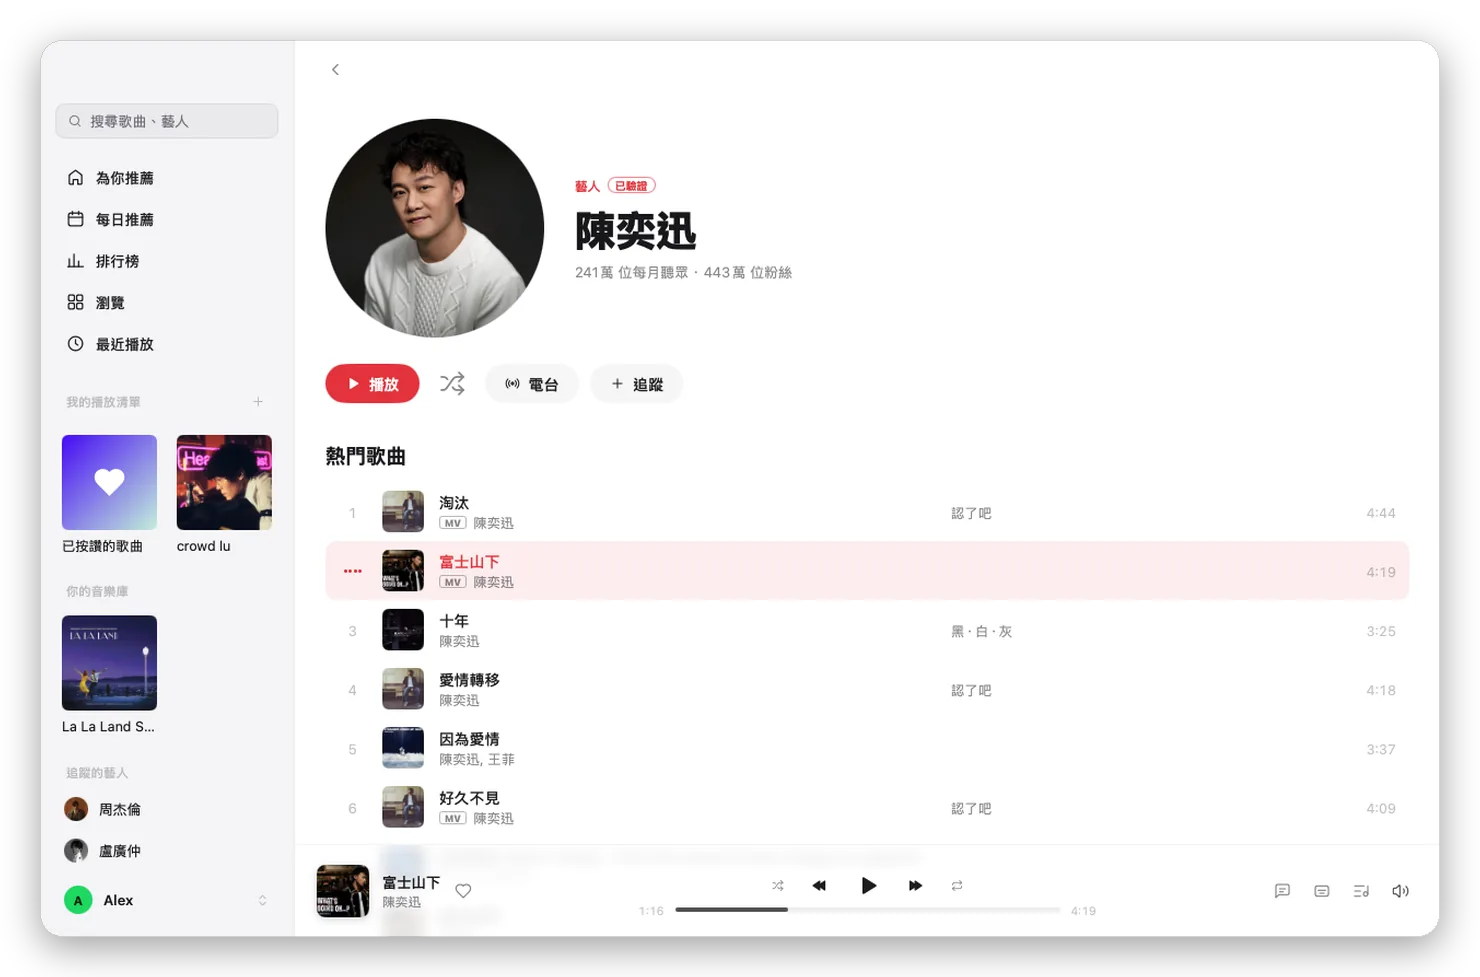 搜尋歌曲、藝人
為你推薦
每日推薦
排行榜
瀏覽
最近播放
我的播放清單
已按讚的歌曲
crowd lu
你的音樂庫
LA LA LAND
La La Land S...
追蹤的藝人
周杰倫
盧廣仲
A Alex
藝人 已驗證
陳奕迅
241萬 位每月聽眾 · 443萬 位粉絲
播放
電台
追蹤
熱門歌曲
1 淘汰 認了吧 4:44
MV 陳奕迅
富士山下 4:19
MV 陳奕迅
3 十年 黑·白·灰 3:25
陳奕迅
4 愛情轉移 認了吧 4:18
陳奕迅
5 因為愛情 3:37
陳奕迅, 王菲
6 好久不見 認了吧 4:09
MV 陳奕迅
WHAT'S
GOING ON...?
富士山下
陳奕迅
1:16 4:19